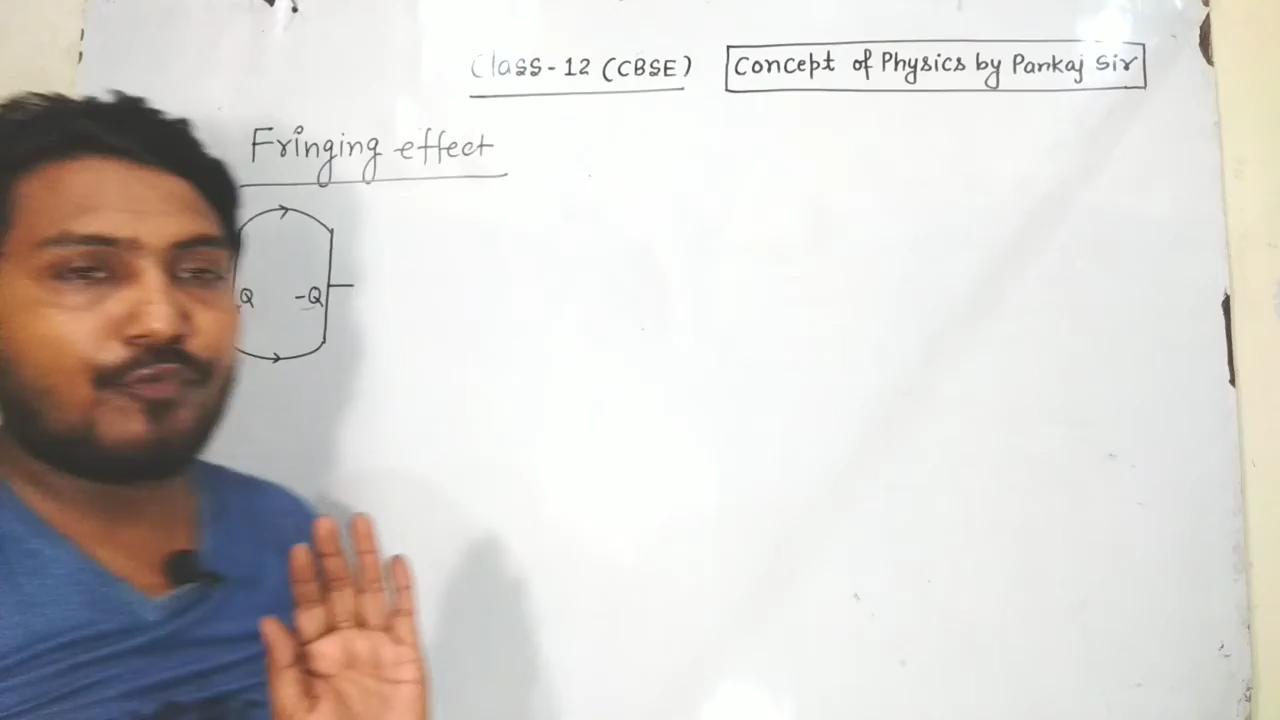 Class-12 (CBSE)
Concept of Physics by Pankaj Sir
Fringing effect
Q -Q